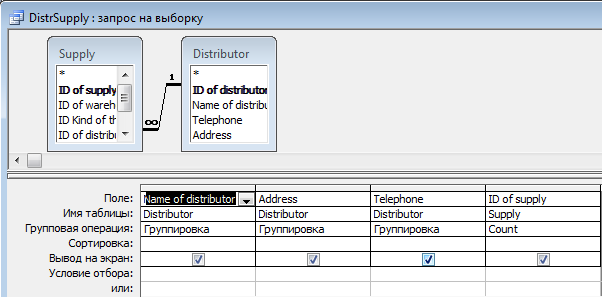 DistrSupply : запрос на выборку
Supply
*
ID of supply
ID of wareh
ID Kind of th
ID of distribu
Distributor
*
ID of distributor
Name of distribu
Telephone
Address
1
∞
Поле: Name of distributor Address Telephone ID of supply
Имя таблицы: Distributor Distributor Distributor Supply
Групповая операция: Группировка Группировка Группировка Count
Сортировка:
Вывод на экран:
Условие отбора:
или: